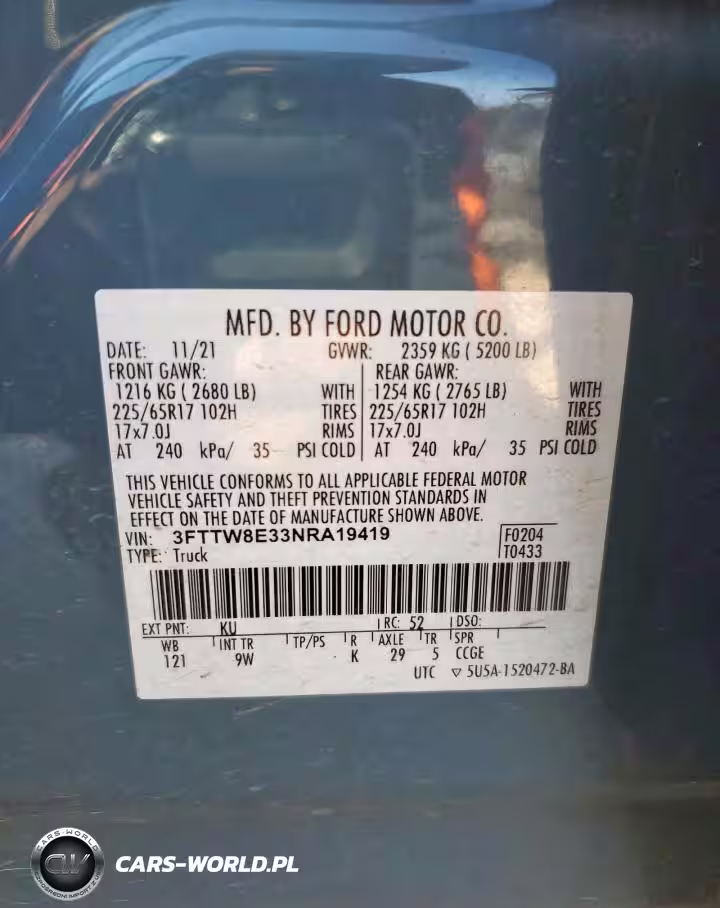 MFD. BY FORD MOTOR CO.
DATE: 11/21 GVWR: 2359 KG ( 5200 LB)
FRONT GAWR: REAR GAWR:
1216 KG ( 2680 LB) WITH 1254 KG ( 2765 LB) WITH
225/65R17 102H TIRES 225/65R17 102H TIRES
17x7.0J RIMS 17x7.0J RIMS
AT 240 kPa/ 35 PSI COLD AT 240 kPa/ 35 PSI COLD
THIS VEHICLE CONFORMS TO ALL APPLICABLE FEDERAL MOTOR
VEHICLE SAFETY AND THEFT PREVENTION STANDARDS IN
EFFECT ON THE DATE OF MANUFACTURE SHOWN ABOVE.
VIN: 3FTTW8E33NRA19419 F0204
TYPE: Truck T0433
EXT PNT: KU RC: 52 DSO:
WB INT TR TP/PS R AXLE TR SPR
121 9W K 29 5 CCGE
UTC ▽ 5U5A-1520472-BA
CARS-WORLD
CW
CARS-WORLD.PL